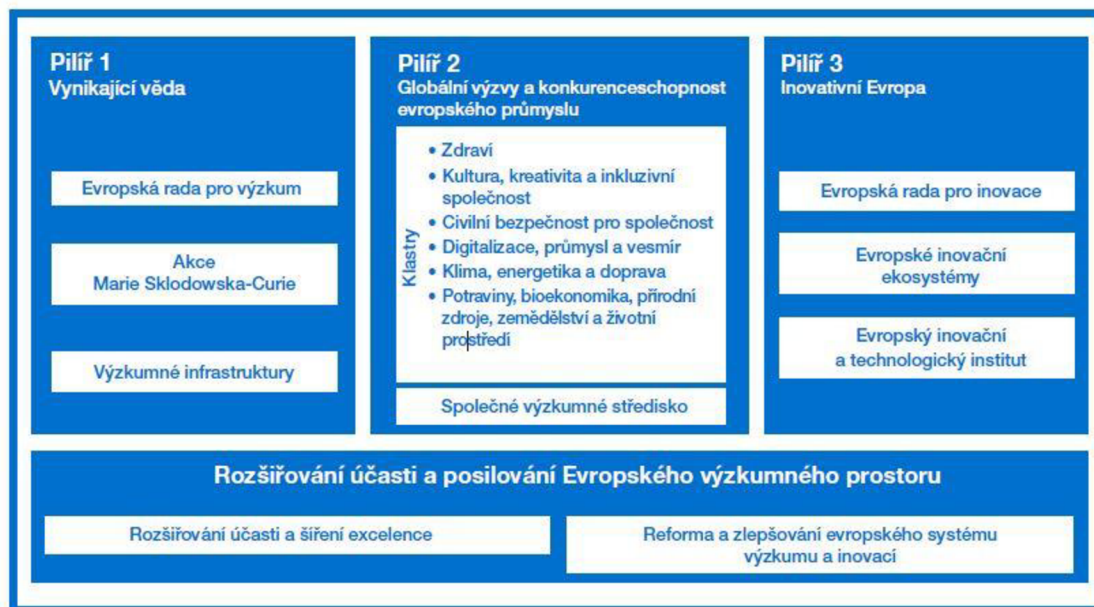 Pilíř 1
Vynikající věda
Evropská rada pro výzkum
Akce
Marie Sklodowska-Curie
Výzkumné infrastruktury
Pilíř 2
Globální výzvy a konkurenceschopnost
evropského průmyslu
Klastry
• Zdraví
• Kultura, kreativita a inkluzivní
společnost
• Civilní bezpečnost pro společnost
• Digitalizace, průmysl a vesmír
• Klima, energetika a doprava
• Potraviny, bioekonomika, přírodní
zdroje, zemědělství a životní
prostředí
Společné výzkumné středisko
Pilíř 3
Inovativní Evropa
Evropská rada pro inovace
Evropské inovační
ekosystémy
Evropský inovační
a technologický institut
Rozšiřování účasti a posilování Evropského výzkumného prostoru
Rozšiřování účasti a šíření excelence
Reforma a zlepšování evropského systému
výzkumu a inovací